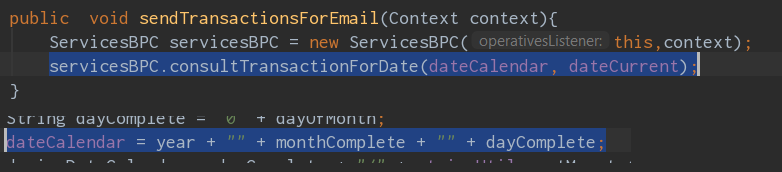 public  void sendTransactionsForEmail(Context context){
ServicesBPC servicesBPC = new ServicesBPC( operativesListener: this,context);
servicesBPC.consultTransactionForDate(dateCalendar, dateCurrent);
}
String dayComplete = "0" + dayOfMonth;
dateCalendar = year + "" + monthComplete + "" + dayComplete;